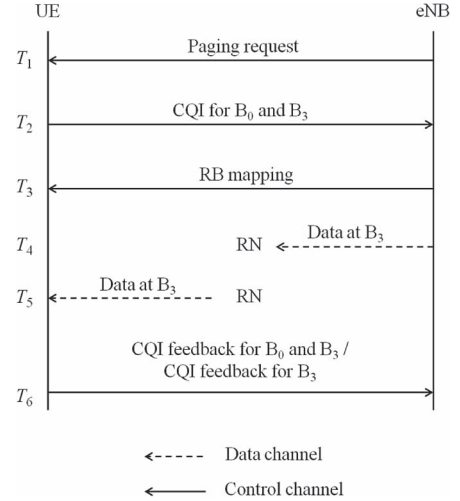 UE eNB
Paging request
T1
CQI for B0 and B3
T2
RB mapping
T3
Data at B3
T4 RN
Data at B3
T5 RN
CQI feedback for B0 and B3 /
CQI feedback for B3
T6
Data channel
Control channel